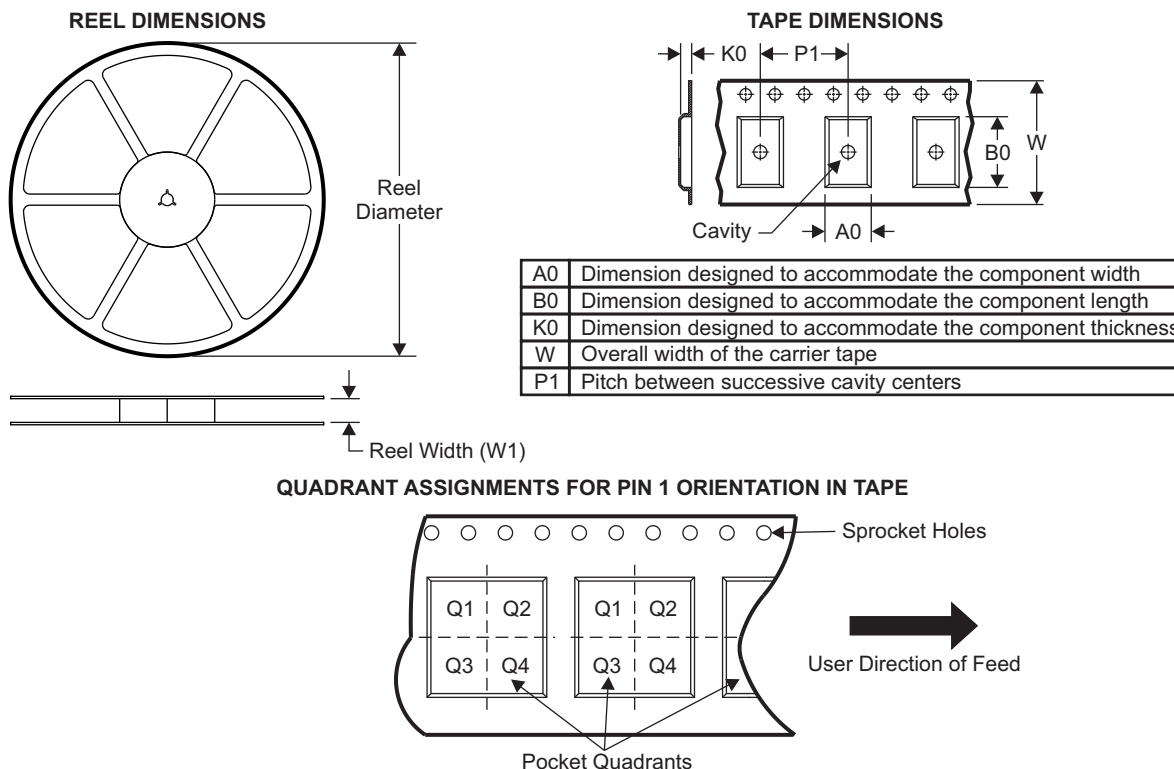 REEL DIMENSIONS
Reel
Diameter
Reel Width (W1)
TAPE DIMENSIONS
K0
P1
W
B0
Cavity
A0
A0 Dimension designed to accommodate the component width
B0 Dimension designed to accommodate the component length
K0 Dimension designed to accommodate the component thickness
W Overall width of the carrier tape
P1 Pitch between successive cavity centers
QUADRANT ASSIGNMENTS FOR PIN 1 ORIENTATION IN TAPE
Sprocket Holes
Q1 Q2 Q1 Q2
Q3 Q4 Q3 Q4
User Direction of Feed
Pocket Quadrants